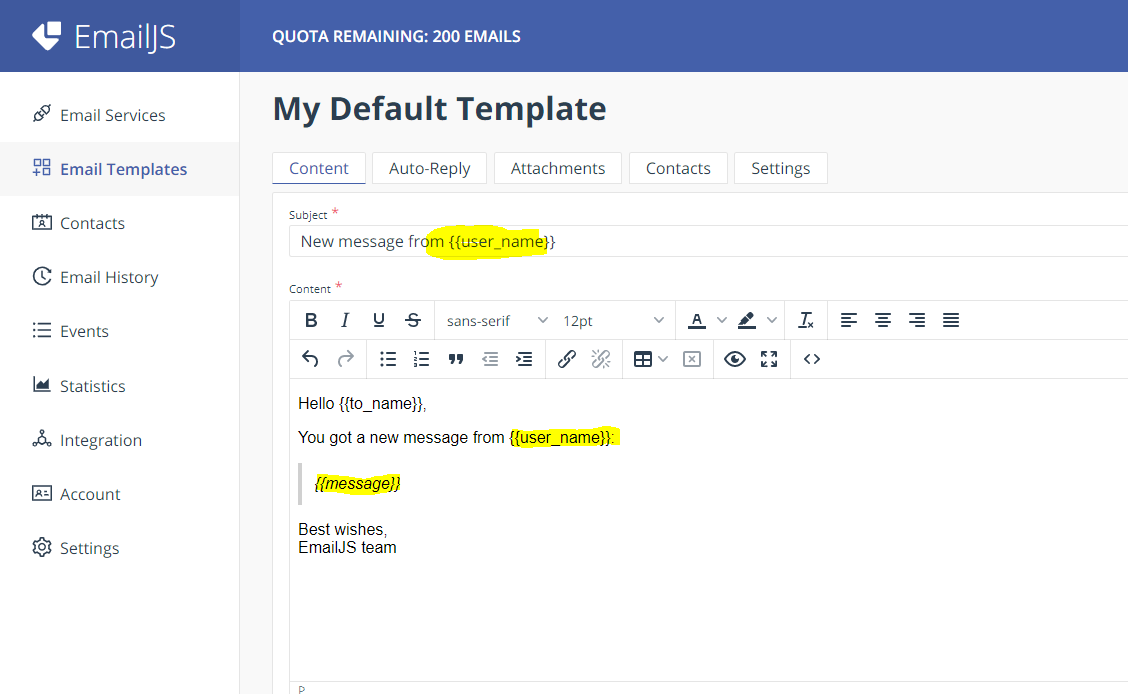 EmailJS
QUOTA REMAINING: 200 EMAILS
Email Services
Email Templates
Contacts
Email History
Events
Statistics
Integration
Account
Settings
My Default Template
Content
Auto-Reply
Attachments
Contacts
Settings
Subject *
New message from {{user_name}}
Content *
B I U S sans-serif 12pt A
Hello {{to_name}},
You got a new message from {{user_name}}:
{{message}}
Best wishes,
EmailJS team
P